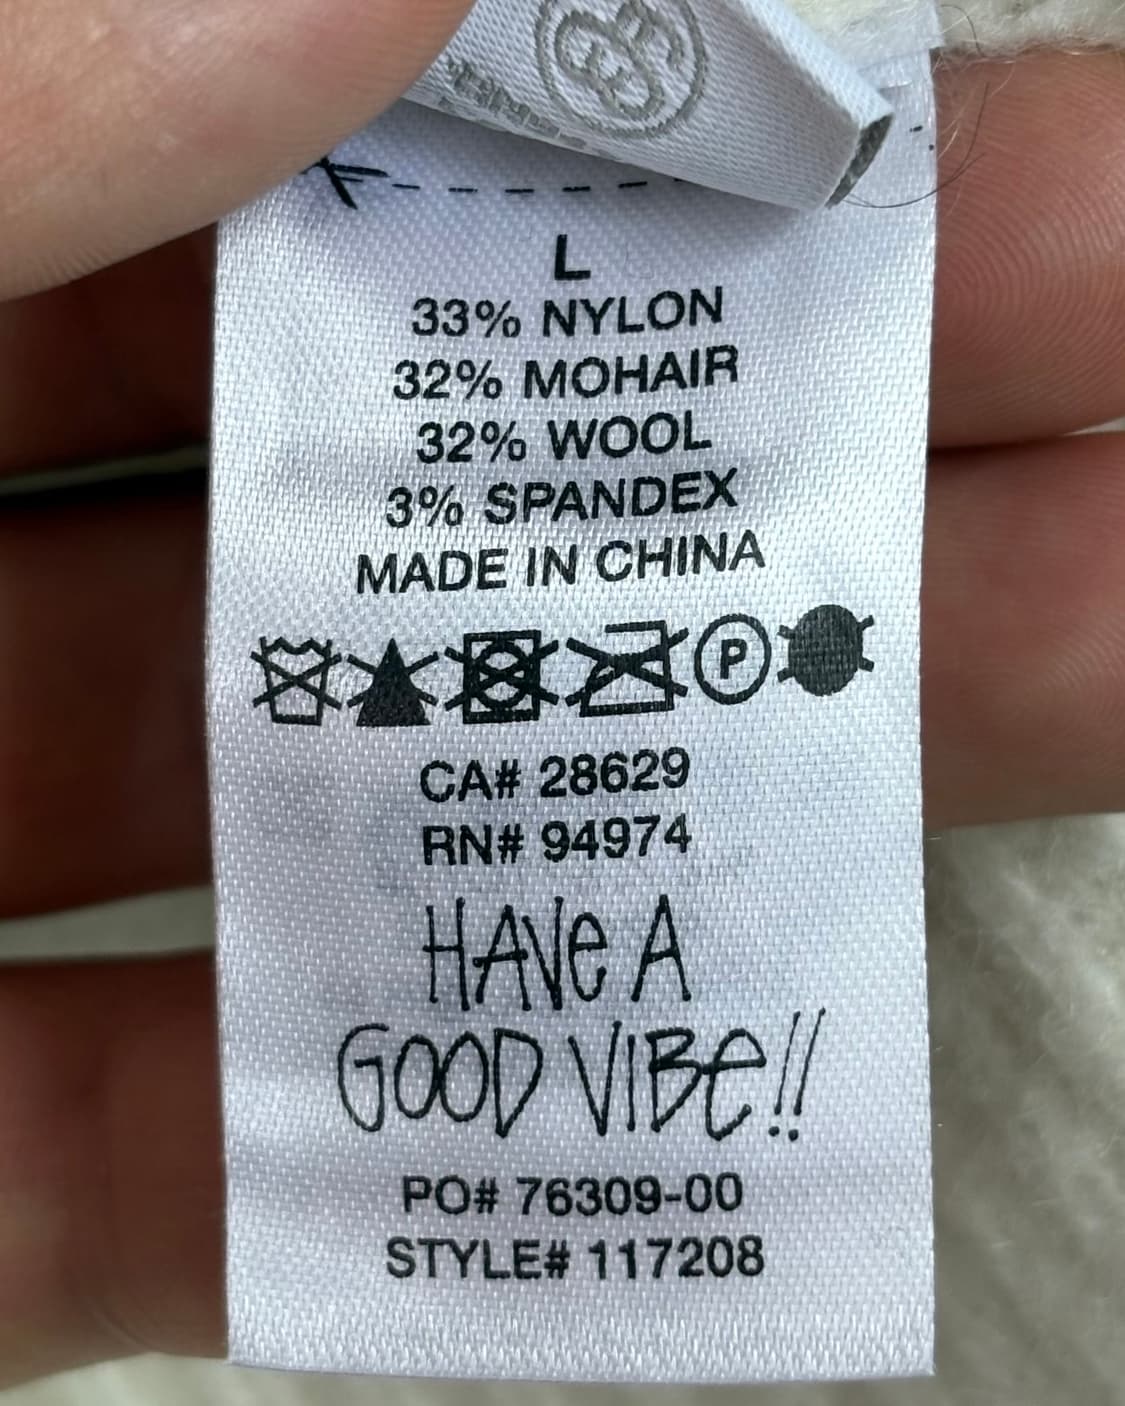 L
33% NYLON
32% MOHAIR
32% WOOL
3% SPANDEX
MADE IN CHINA
P
CA# 28629
RN# 94974
HAVe A
GOOD VIBe!!
PO# 76309-00
STYLE# 117208